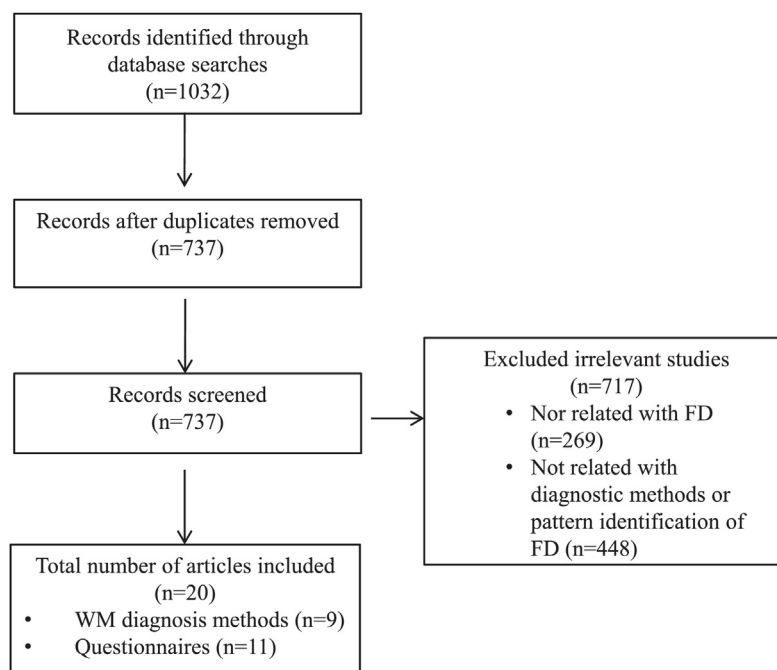 Records identified through
database searches
(n=1032)
Records after duplicates removed
(n=737)
Records screened
(n=737)
Excluded irrelevant studies
(n=717)
• Nor related with FD
(n=269)
• Not related with
diagnostic methods or
pattern identification of
FD (n=448)
Total number of articles included
(n=20)
• WM diagnosis methods (n=9)
• Questionnaires (n=11)